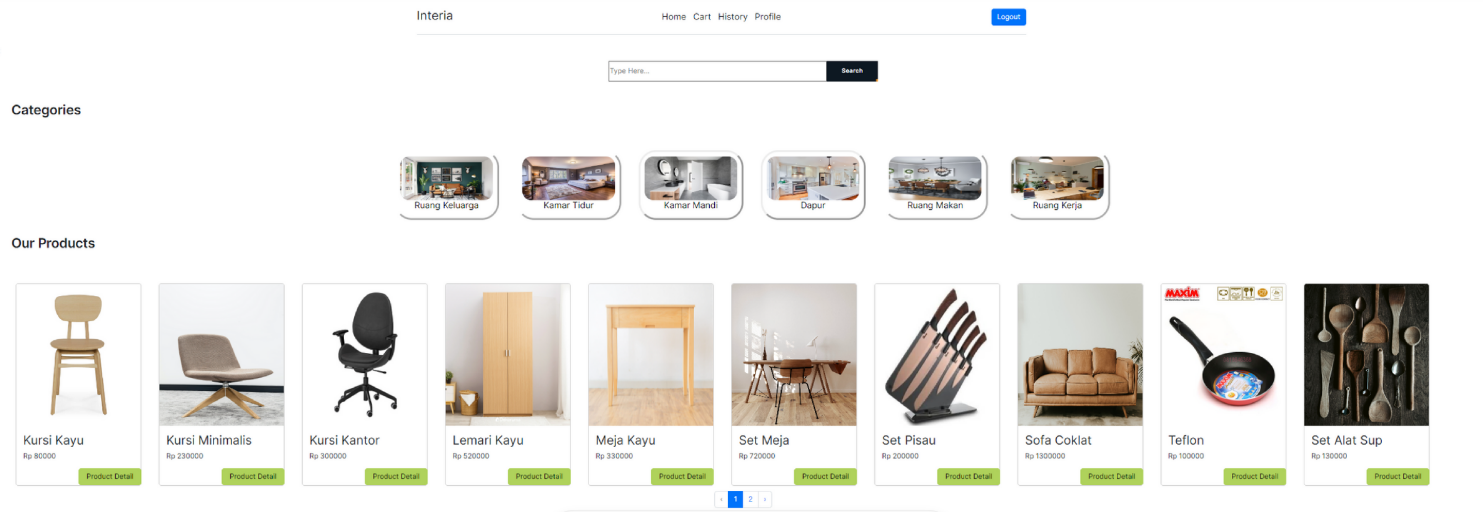 Interia
Home Cart History Profile
Logout
Type Here...
Search
Categories
Ruang Keluarga
Kamar Tidur
Kamar Mandi
Dapur
Ruang Makan
Ruang Kerja
Our Products
MAXIM
Kursi Kayu
Rp 80000
Product Detail
Kursi Minimalis
Rp 230000
Product Detail
Kursi Kantor
Rp 300000
Product Detail
Lemari Kayu
Rp 520000
Product Detail
Meja Kayu
Rp 330000
Product Detail
Set Meja
Rp 720000
Product Detail
Set Pisau
Rp 200000
Product Detail
Sofa Coklat
Rp 1300000
Product Detail
Teflon
Rp 100000
Product Detail
Set Alat Sup
Rp 130000
Product Detail
‹ 1 2 ›